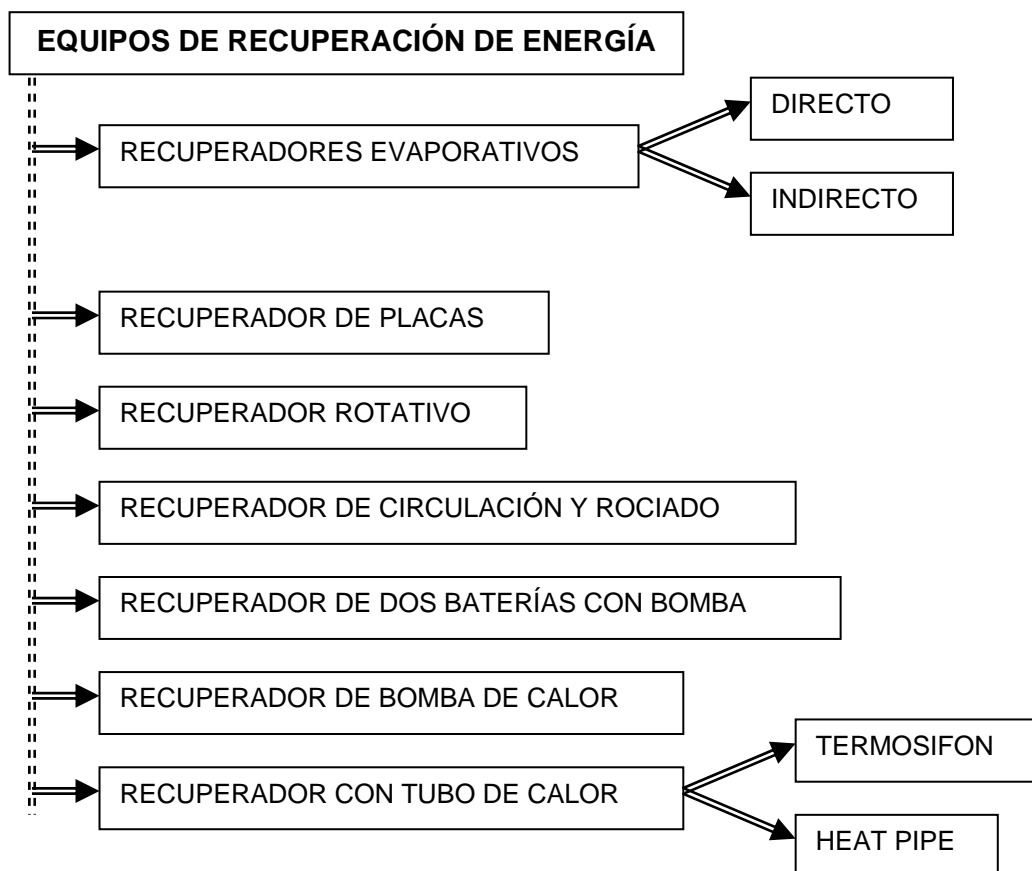 EQUIPOS DE RECUPERACIÓN DE ENERGÍA
RECUPERADORES EVAPORATIVOS
DIRECTO
INDIRECTO
RECUPERADOR DE PLACAS
RECUPERADOR ROTATIVO
RECUPERADOR DE CIRCULACIÓN Y ROCIADO
RECUPERADOR DE DOS BATERÍAS CON BOMBA
RECUPERADOR DE BOMBA DE CALOR
RECUPERADOR CON TUBO DE CALOR
TERMOSIFON
HEAT PIPE